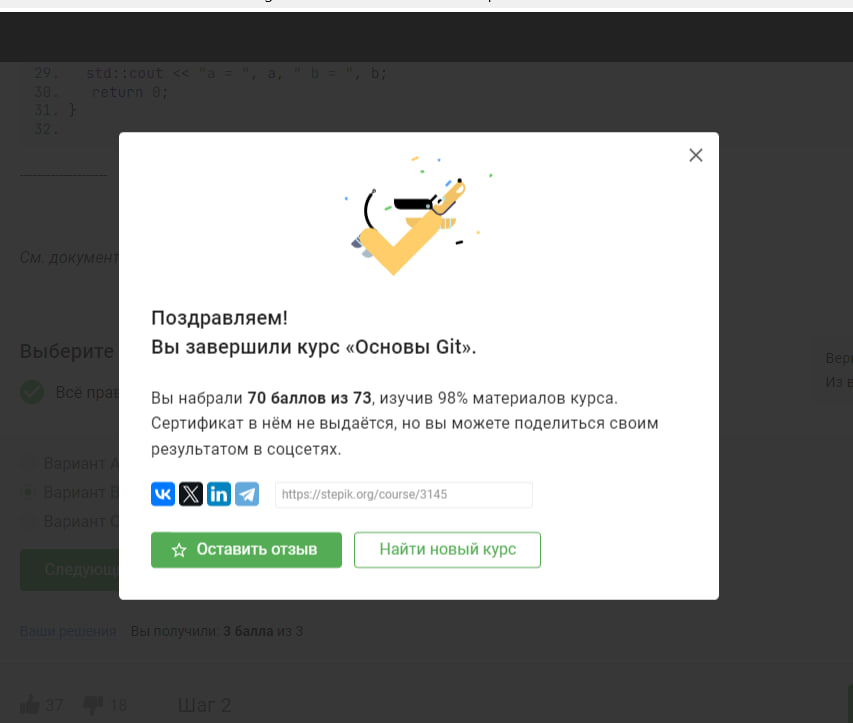 29. std::cout << "a = ", a, " b = ", b;
30. return 0;
31. }
32.
--------------------
См. документ
Поздравляем!
Вы завершили курс «Основы Git».
Вы набрали 70 баллов из 73, изучив 98% материалов курса.
Сертификат в нём не выдаётся, но вы можете поделиться своим
результатом в соцсетях.
https://stepik.org/course/3145
Оставить отзыв
Найти новый курс
Выберите
Всё прав
Вариант A
Вариант B
Вариант C
Следующ
Ваши решения Вы получили: 3 балла из 3
37 18 Шаг 2
Из в